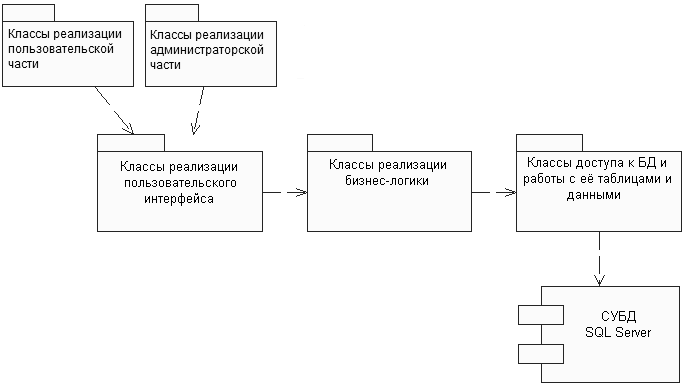 Классы реализации
пользовательской
части
Классы реализации
администраторской
части
Классы реализации
пользовательского
интерфейса
Классы реализации
бизнес-логики
Классы доступа к БД и
работы с её таблицами и
данными
СУБД
SQL Server